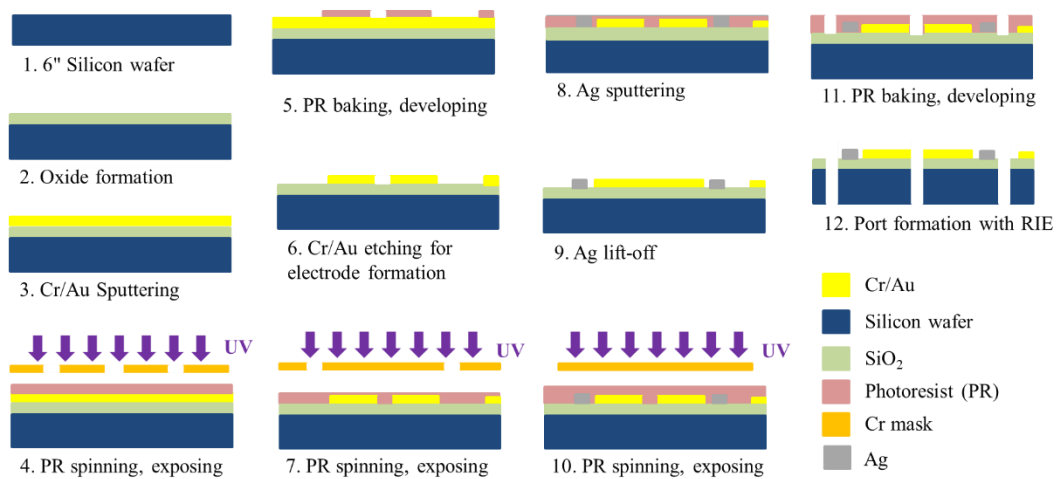 1. 6" Silicon wafer
2. Oxide formation
3. Cr/Au Sputtering
UV
4. PR spinning, exposing
5. PR baking, developing
6. Cr/Au etching for
electrode formation
UV
7. PR spinning, exposing
8. Ag sputtering
9. Ag lift-off
UV
10. PR spinning, exposing
11. PR baking, developing
12. Port formation with RIE
Cr/Au
Silicon wafer
SiO₂
Photoresist (PR)
Cr mask
Ag